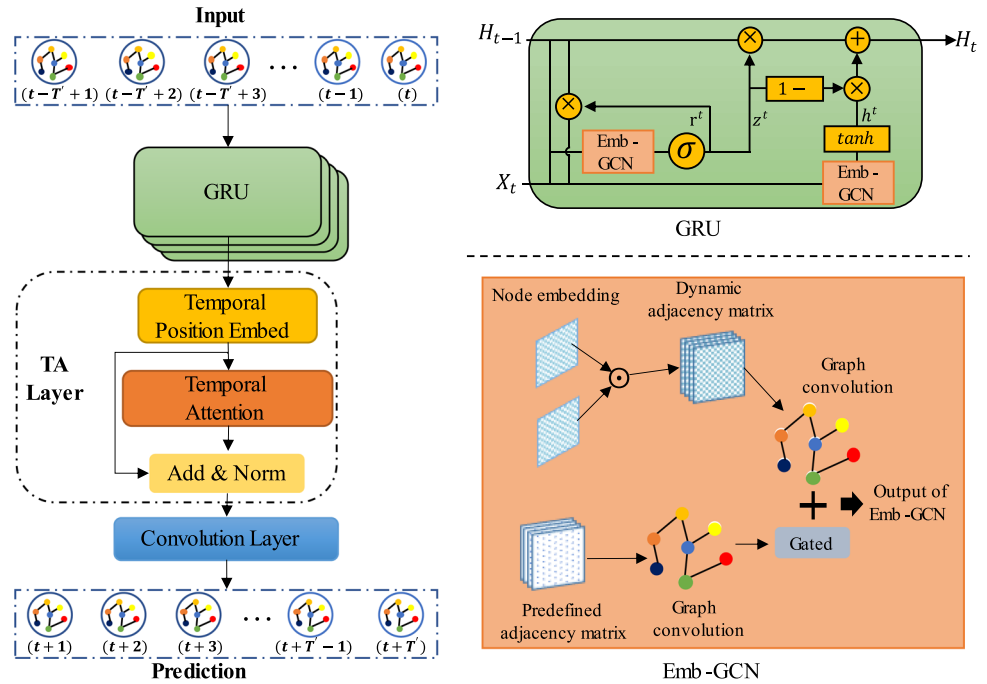 Input
(t−T′+1) (t−T′+2) (t−T′+3) ... (t−1) (t)
GRU
TA
Layer
Temporal
Position Embed
Temporal
Attention
Add & Norm
Convolution Layer
(t+1) (t+2) (t+3) ... (t+T′−1) (t+T′)
Prediction
H_{t−1} × + H_t
× r^t z^t 1− ×
h^t
tanh
Emb-
GCN
σ
Emb-
GCN
X_t
GRU
Node embedding
Dynamic
adjacency matrix
Graph
convolution
+
Output of
Emb-GCN
Gated
Predefined
adjacency matrix
Graph
convolution
Emb-GCN